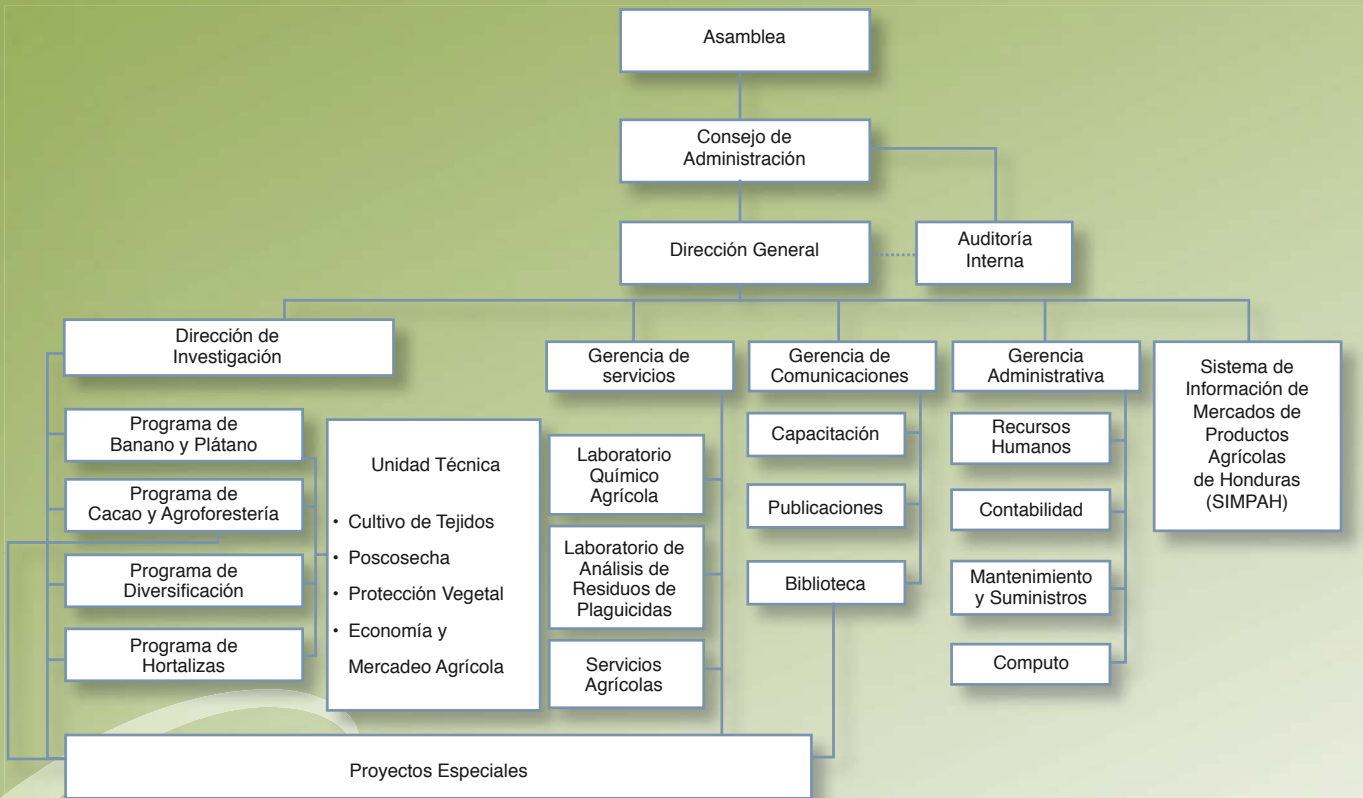 Asamblea
Consejo de
Administración
Dirección General
Auditoría
Interna
Dirección de
Investigación
Programa de
Banano y Plátano
Programa de
Cacao y Agroforestería
Programa de
Diversificación
Programa de
Hortalizas
Unidad Técnica
• Cultivo de Tejidos
• Poscosecha
• Protección Vegetal
• Economía y
Mercadeo Agrícola
Gerencia de
servicios
Laboratorio
Químico
Agrícola
Laboratorio de
Análisis de
Residuos de
Plaguicidas
Servicios
Agrícolas
Gerencia de
Comunicaciones
Capacitación
Publicaciones
Biblioteca
Gerencia
Administrativa
Recursos
Humanos
Contabilidad
Mantenimiento
y Suministros
Computo
Sistema de
Información de
Mercados de
Productos
Agrícolas
de Honduras
(SIMPAH)
Proyectos Especiales